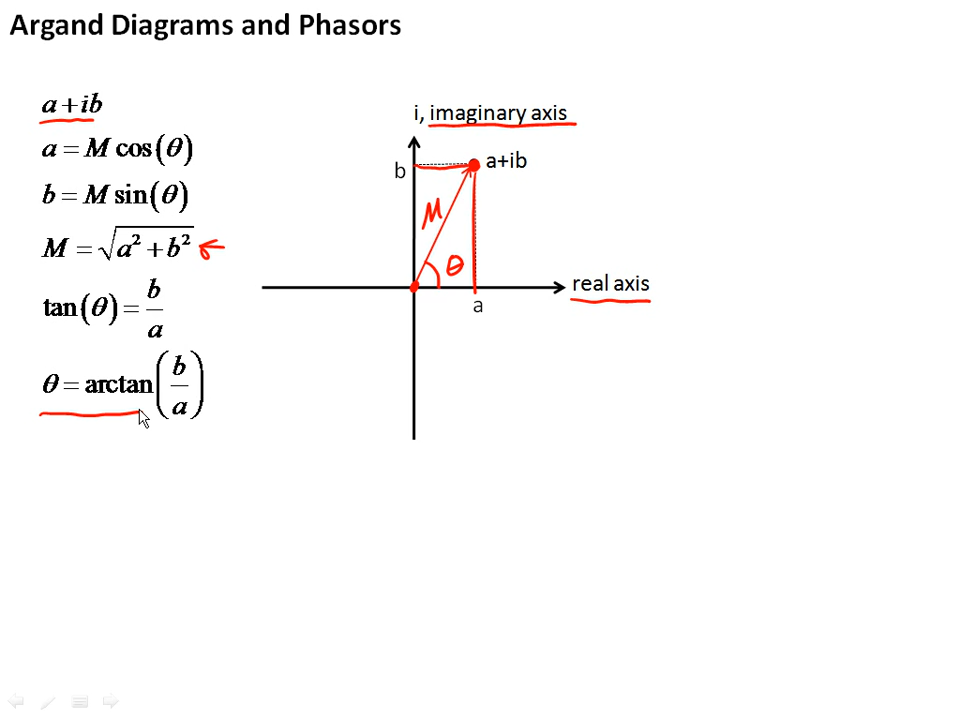 Argand Diagrams and Phasors
a + ib
a = M cos(θ)
b = M sin(θ)
M = √(a² + b²)
tan(θ) = b/a
θ = arctan(b/a)
i, imaginary axis
b
a+ib
M
θ
real axis
a